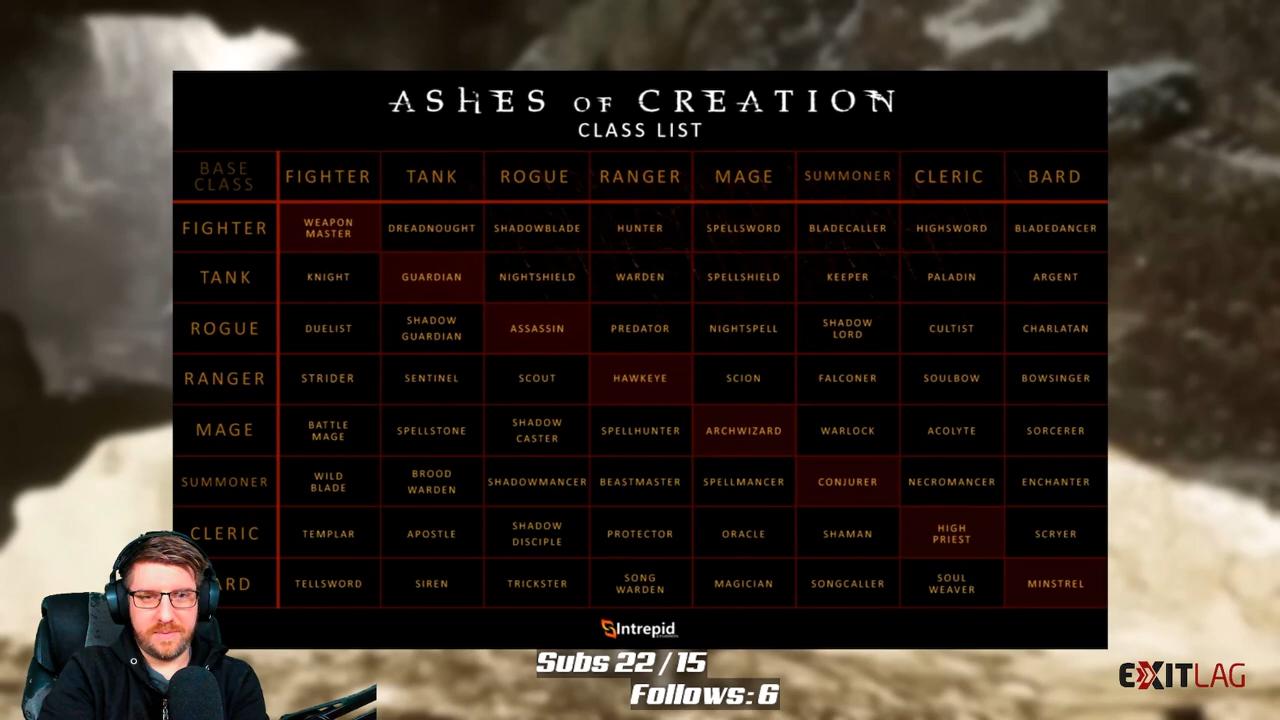 ASHES OF CREATION
CLASS LIST
BASE CLASS FIGHTER TANK ROGUE RANGER MAGE SUMMONER CLERIC BARD
FIGHTER WEAPON MASTER DREADNOUGHT SHADOWBLADE HUNTER SPELLSWORD BLADECALLER HIGHSWORD BLADEDANCER
TANK KNIGHT GUARDIAN NIGHTSHIELD WARDEN SPELLSHIELD KEEPER PALADIN ARGENT
ROGUE DUELIST SHADOW GUARDIAN ASSASSIN PREDATOR NIGHTSPELL SHADOW LORD CULTIST CHARLATAN
RANGER STRIDER SENTINEL SCOUT HAWKEYE SCION FALCONER SOULBOW BOWSINGER
MAGE BATTLE MAGE SPELLSTONE SHADOW CASTER SPELLHUNTER ARCHWIZARD WARLOCK ACOLYTE SORCERER
SUMMONER WILD BLADE BROOD WARDEN SHADOWMANCER BEASTMASTER SPELLMANCER CONJURER NECROMANCER ENCHANTER
CLERIC TEMPLAR APOSTLE SHADOW DISCIPLE PROTECTOR ORACLE SHAMAN HIGH PRIEST SCRYER
ARD TELLSWORD SIREN TRICKSTER SONG WARDEN MAGICIAN SONGCALLER SOUL WEAVER MINSTREL
Intrepid
Subs 22/15
Follows: 6
EXITLAG